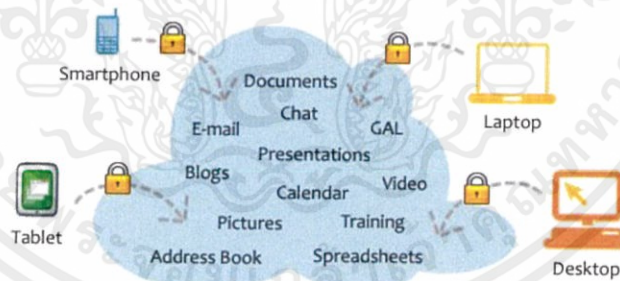 Smartphone
Documents
Chat
E-mail
GAL
Laptop
Presentations
Blogs
Calendar
Video
Tablet
Pictures
Training
Address Book
Spreadsheets
Desktop